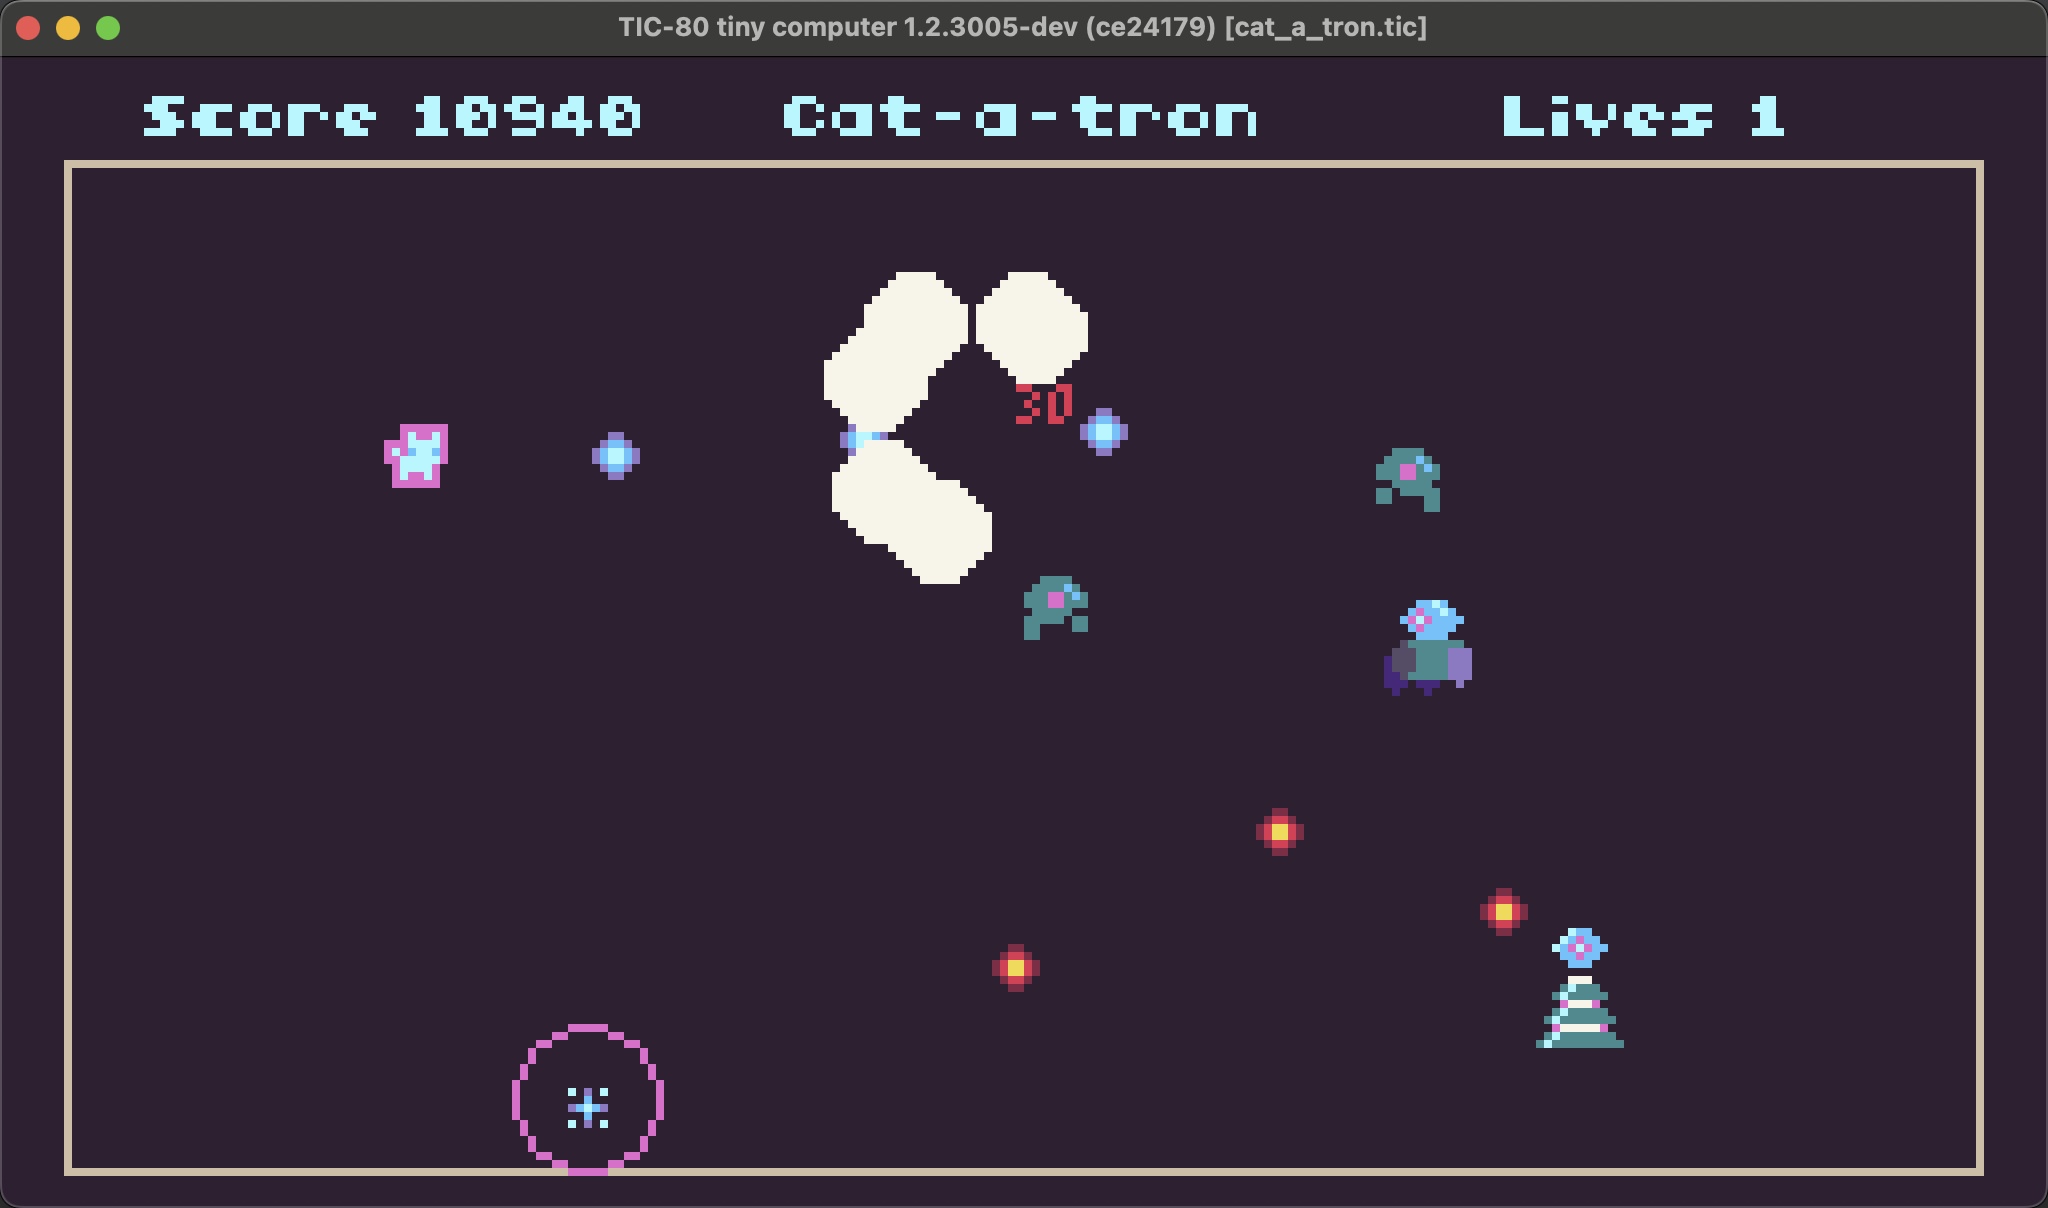 TIC-80 tiny computer 1.2.3005-dev (ce24179) [cat_a_tron.tic]
Score 10940 Cat-a-tron Lives 1
30